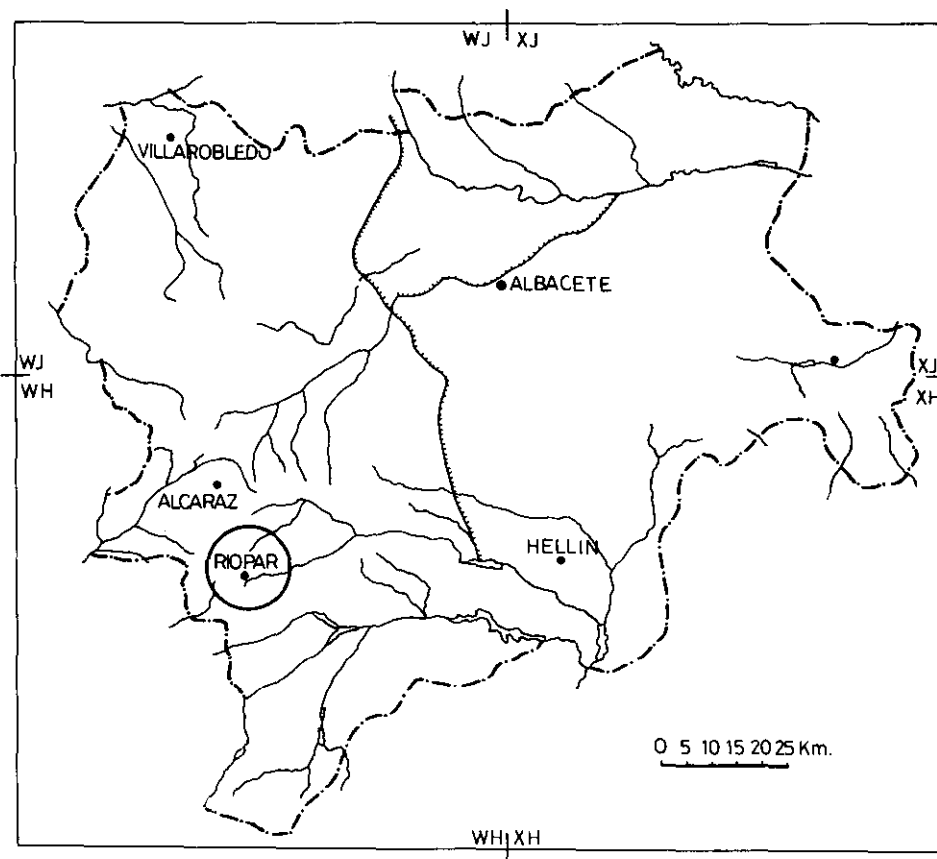 WJ XJ
VILLAROBLEDO
ALBACETE
WJ
WH
XJ
XH
ALCARAZ
RIOPAR
HELLIN
0 5 10 15 20 25 Km.
WH XH